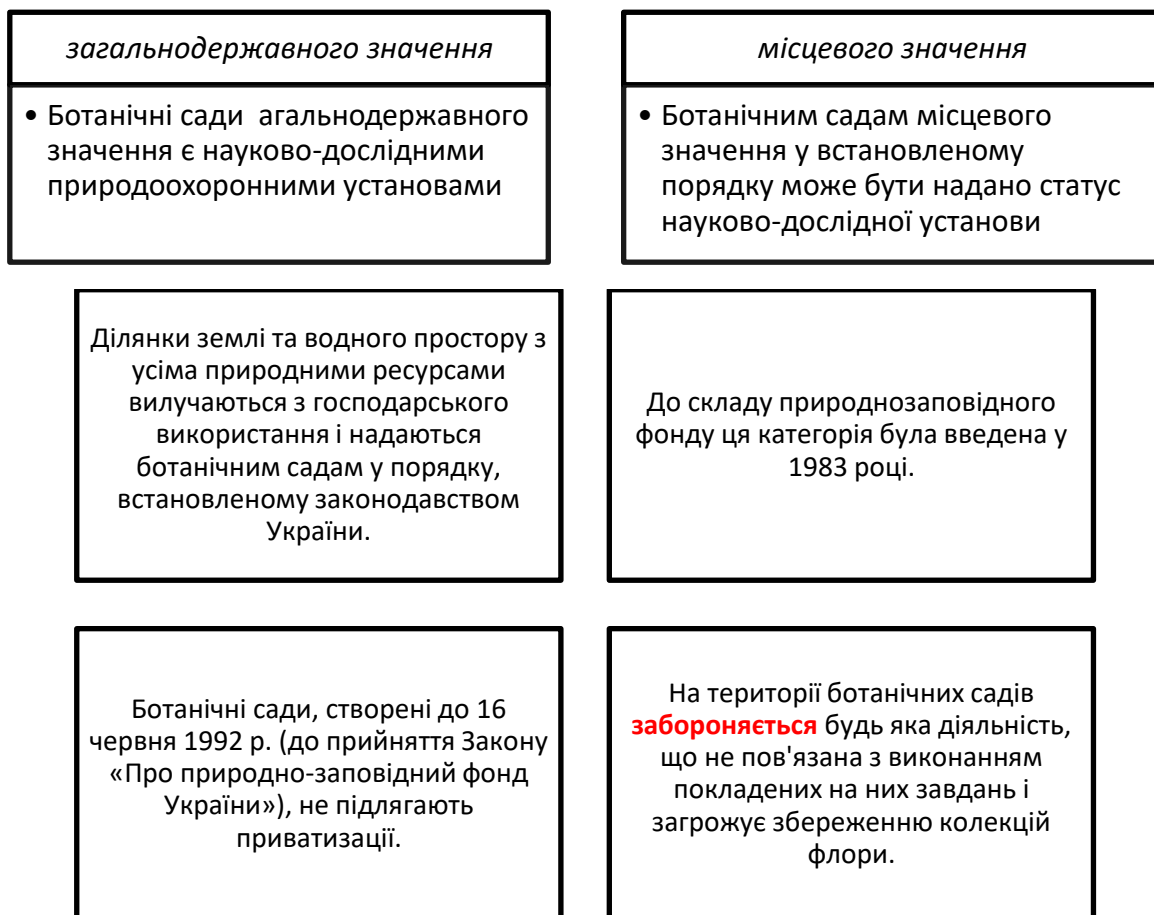 загальнодержавного значення
• Ботанічні сади агальнодержавного
значення є науково-дослідними
природоохоронними установами
місцевого значення
• Ботанічним садам місцевого
значення у встановленому
порядку може бути надано статус
науково-дослідної установи
Ділянки землі та водного простору з
усіма природними ресурсами
вилучаються з господарського
використання і надаються
ботанічним садам у порядку,
встановленому законодавством
України.
До складу природнозаповідного
фонду ця категорія була введена у
1983 році.
Ботанічні сади, створені до 16
червня 1992 р. (до прийняття Закону
«Про природно-заповідний фонд
України»), не підлягають
приватизації.
На території ботанічних садів
забороняється будь яка діяльність,
що не пов'язана з виконанням
покладених на них завдань і
загрожує збереженню колекцій
флори.